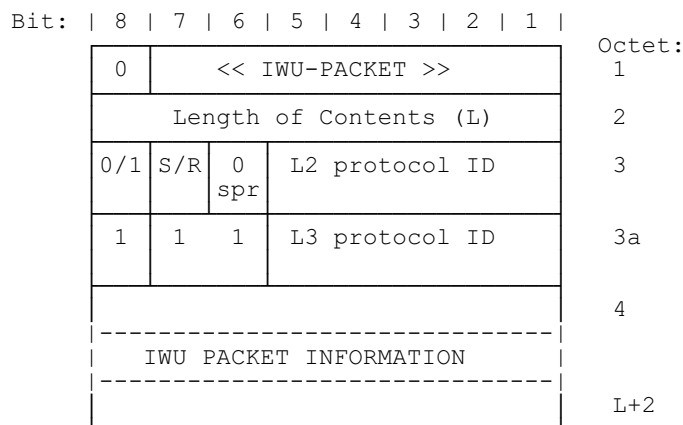 Bit: | 8 | 7 | 6 | 5 | 4 | 3 | 2 | 1 |
Octet:
0 << IWU-PACKET >> 1
Length of Contents (L) 2
0/1 S/R 0 L2 protocol ID 3
spr
1 1 1 L3 protocol ID 3a
4
IWU PACKET INFORMATION
L+2